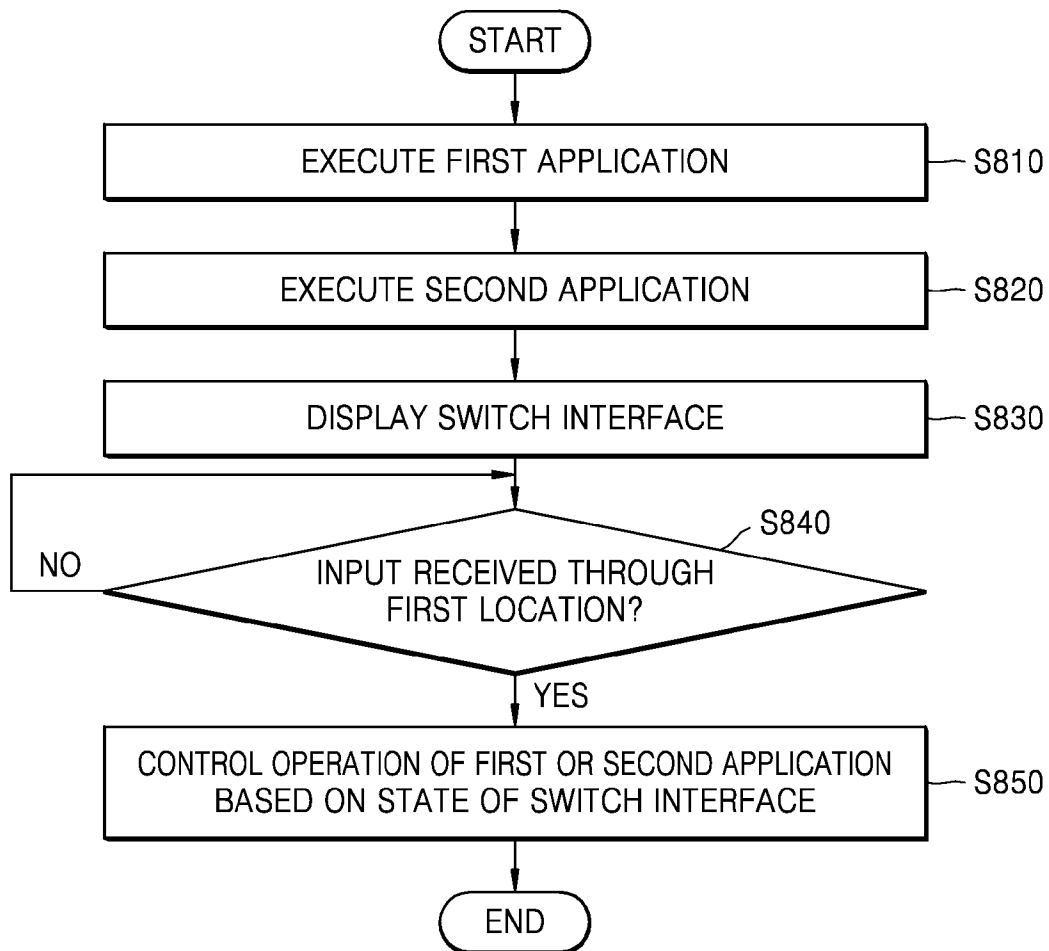 START
EXECUTE FIRST APPLICATION
S810
EXECUTE SECOND APPLICATION
S820
DISPLAY SWITCH INTERFACE
S830
S840
NO
INPUT RECEIVED THROUGH
FIRST LOCATION?
YES
CONTROL OPERATION OF FIRST OR SECOND APPLICATION
BASED ON STATE OF SWITCH INTERFACE
S850
END